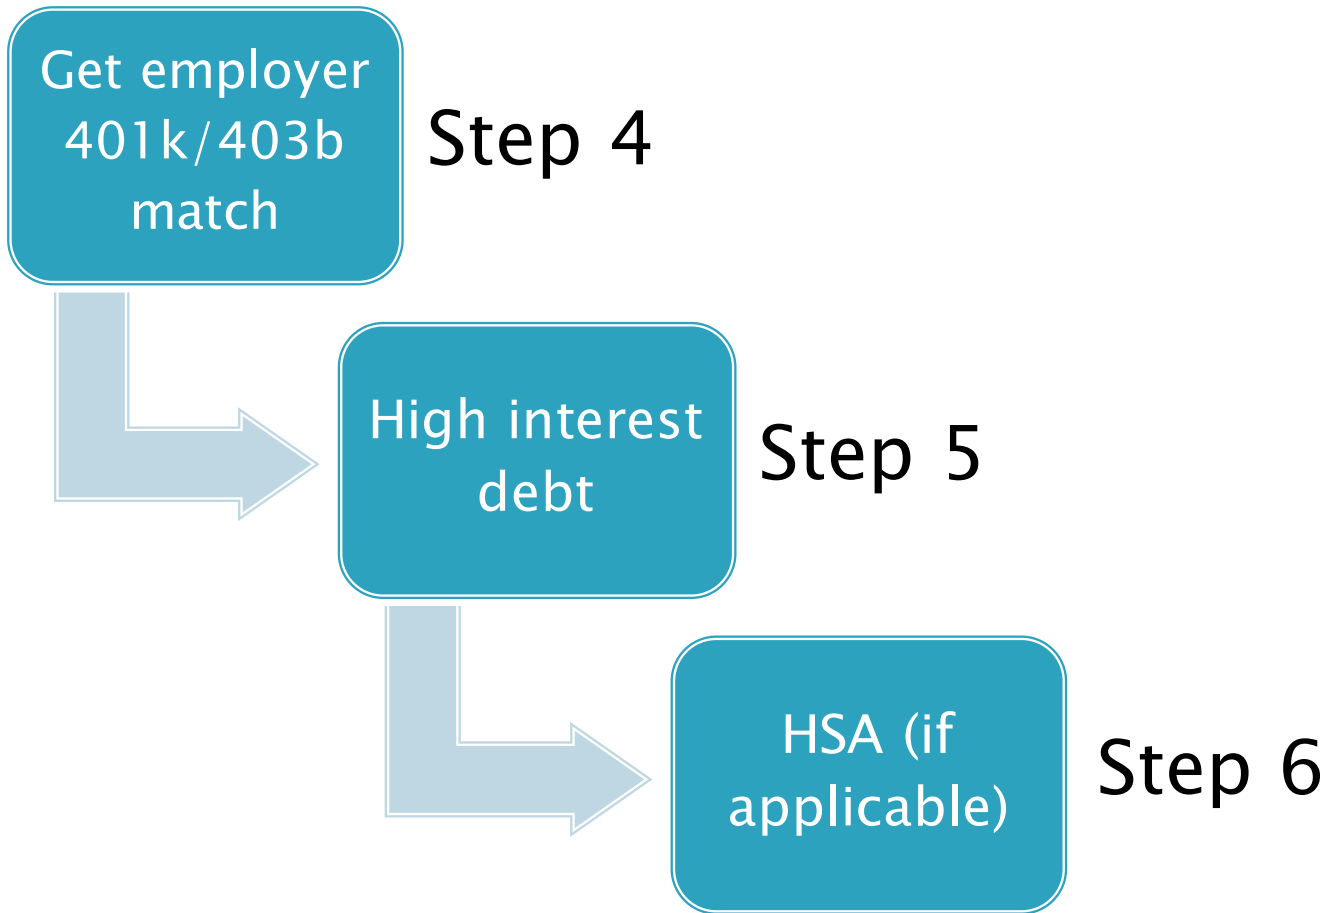 Get employer
401k/403b
match
Step 4
High interest
debt
Step 5
HSA (if
applicable)
Step 6